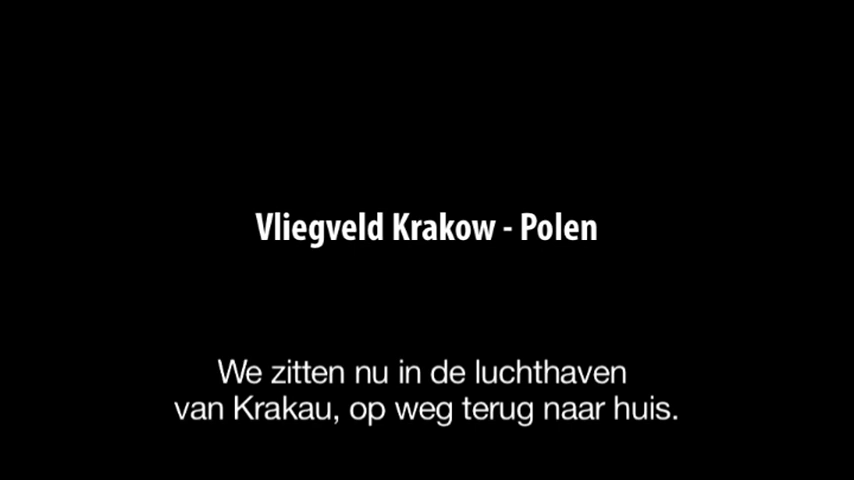 Vliegveld Krakow - Polen
We zitten nu in de luchthaven
van Krakau, op weg terug naar huis.